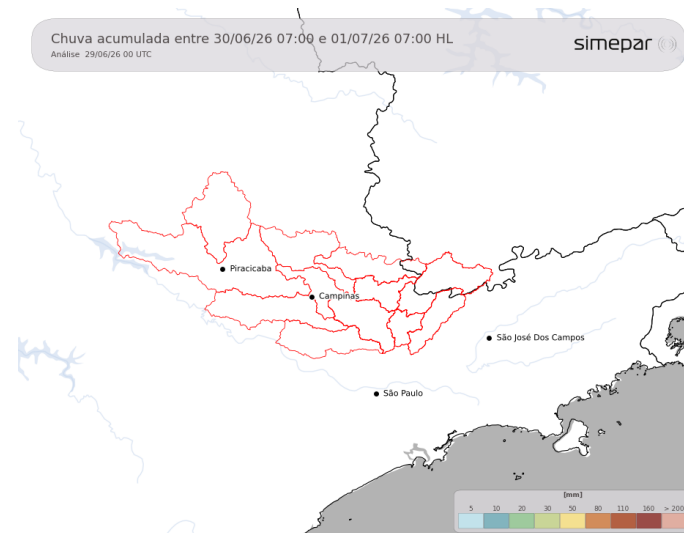 Chuva acumulada entre 30/06/26 07:00 e 01/07/26 07:00 HL
Análise 29/06/26 00 UTC
simepar
Piracicaba
Campinas
São José Dos Campos
São Paulo
[mm]
5 10 20 30 50 80 110 160 > 200